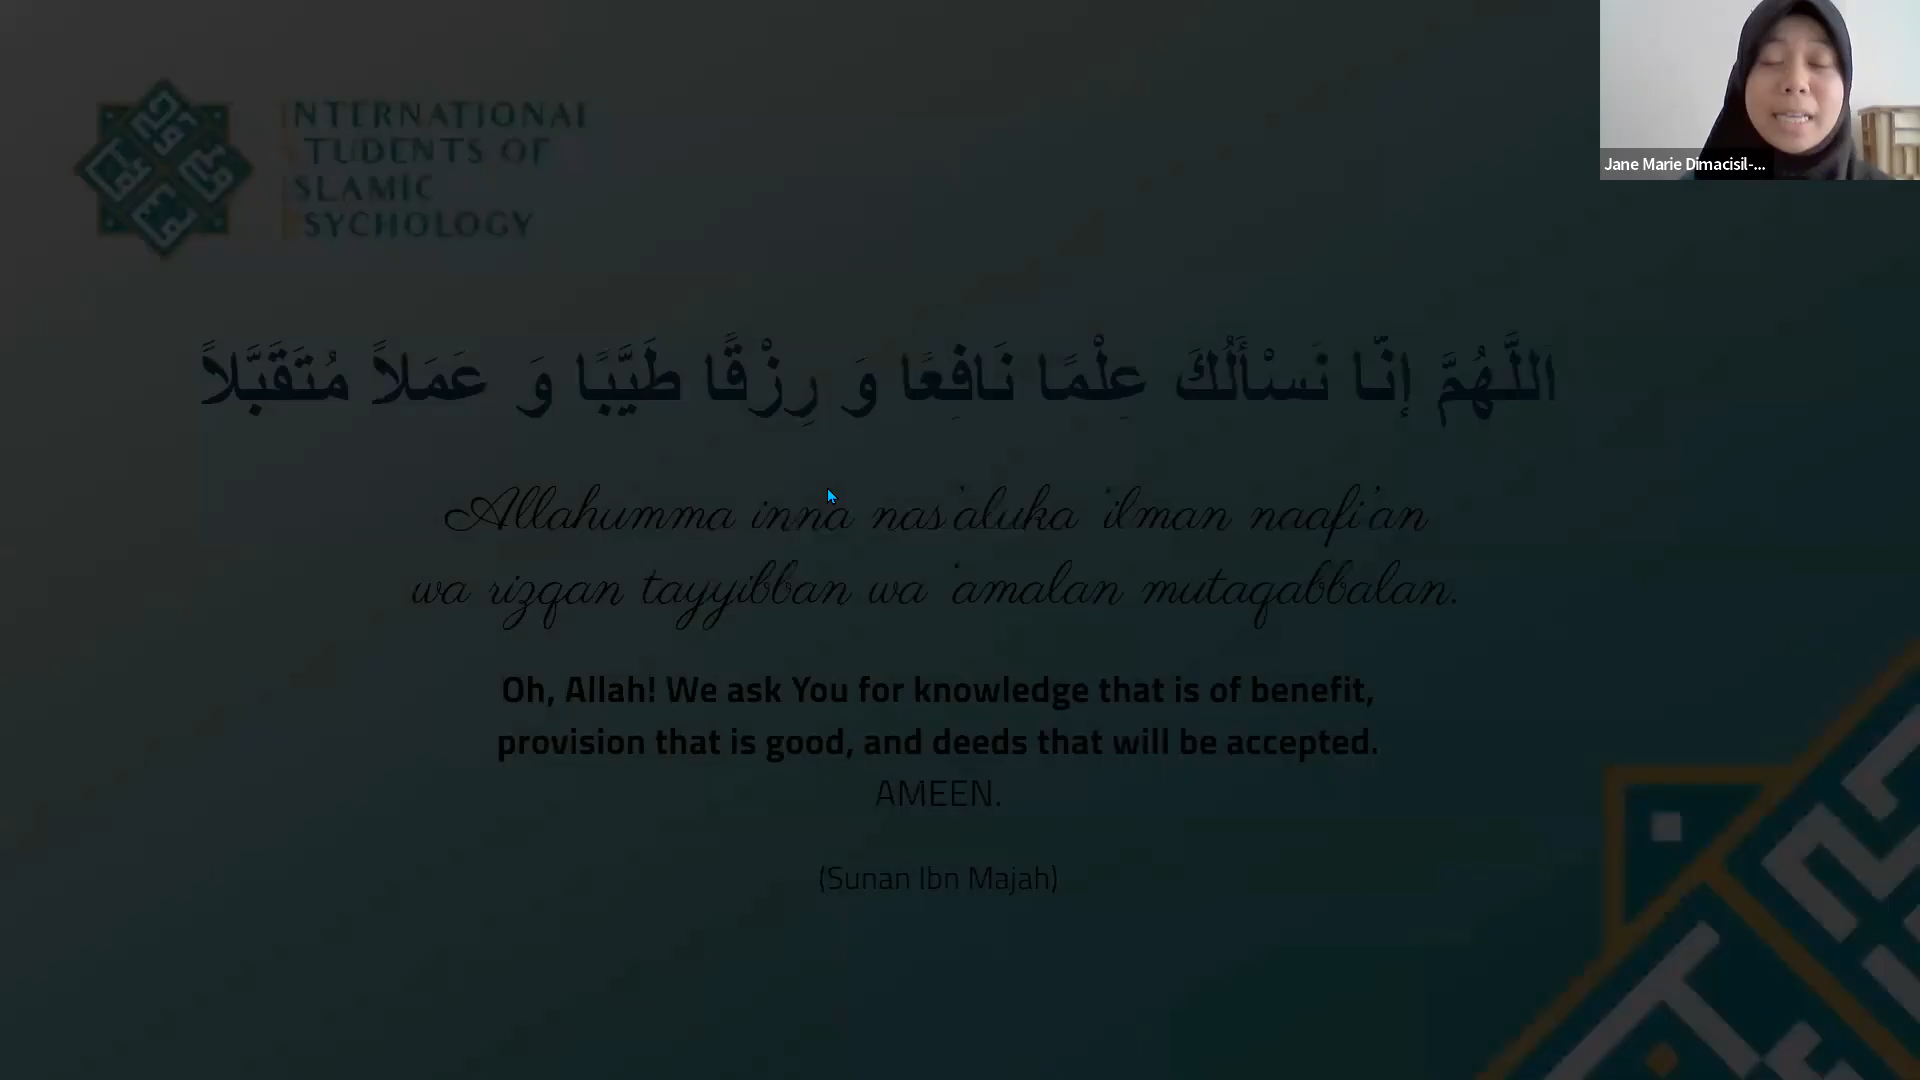 INTERNATIONAL
STUDENTS OF
ISLAMIC
PSYCHOLOGY
Jane Marie Dimacisil-...
اللَّهُمَّ إِنَّا نَسْأَلُكَ عِلْمًا نَافِعًا وَ رِزْقًا طَيَّبًا وَ عَمَلاً مُتَقَبَّلاً
Allahumma inna nas'aluka 'ilman naafi'an
wa rizqan tayyibban wa 'amalan mutaqabbalan.
Oh, Allah! We ask You for knowledge that is of benefit,
provision that is good, and deeds that will be accepted.
AMEEN.
(Sunan Ibn Majah)